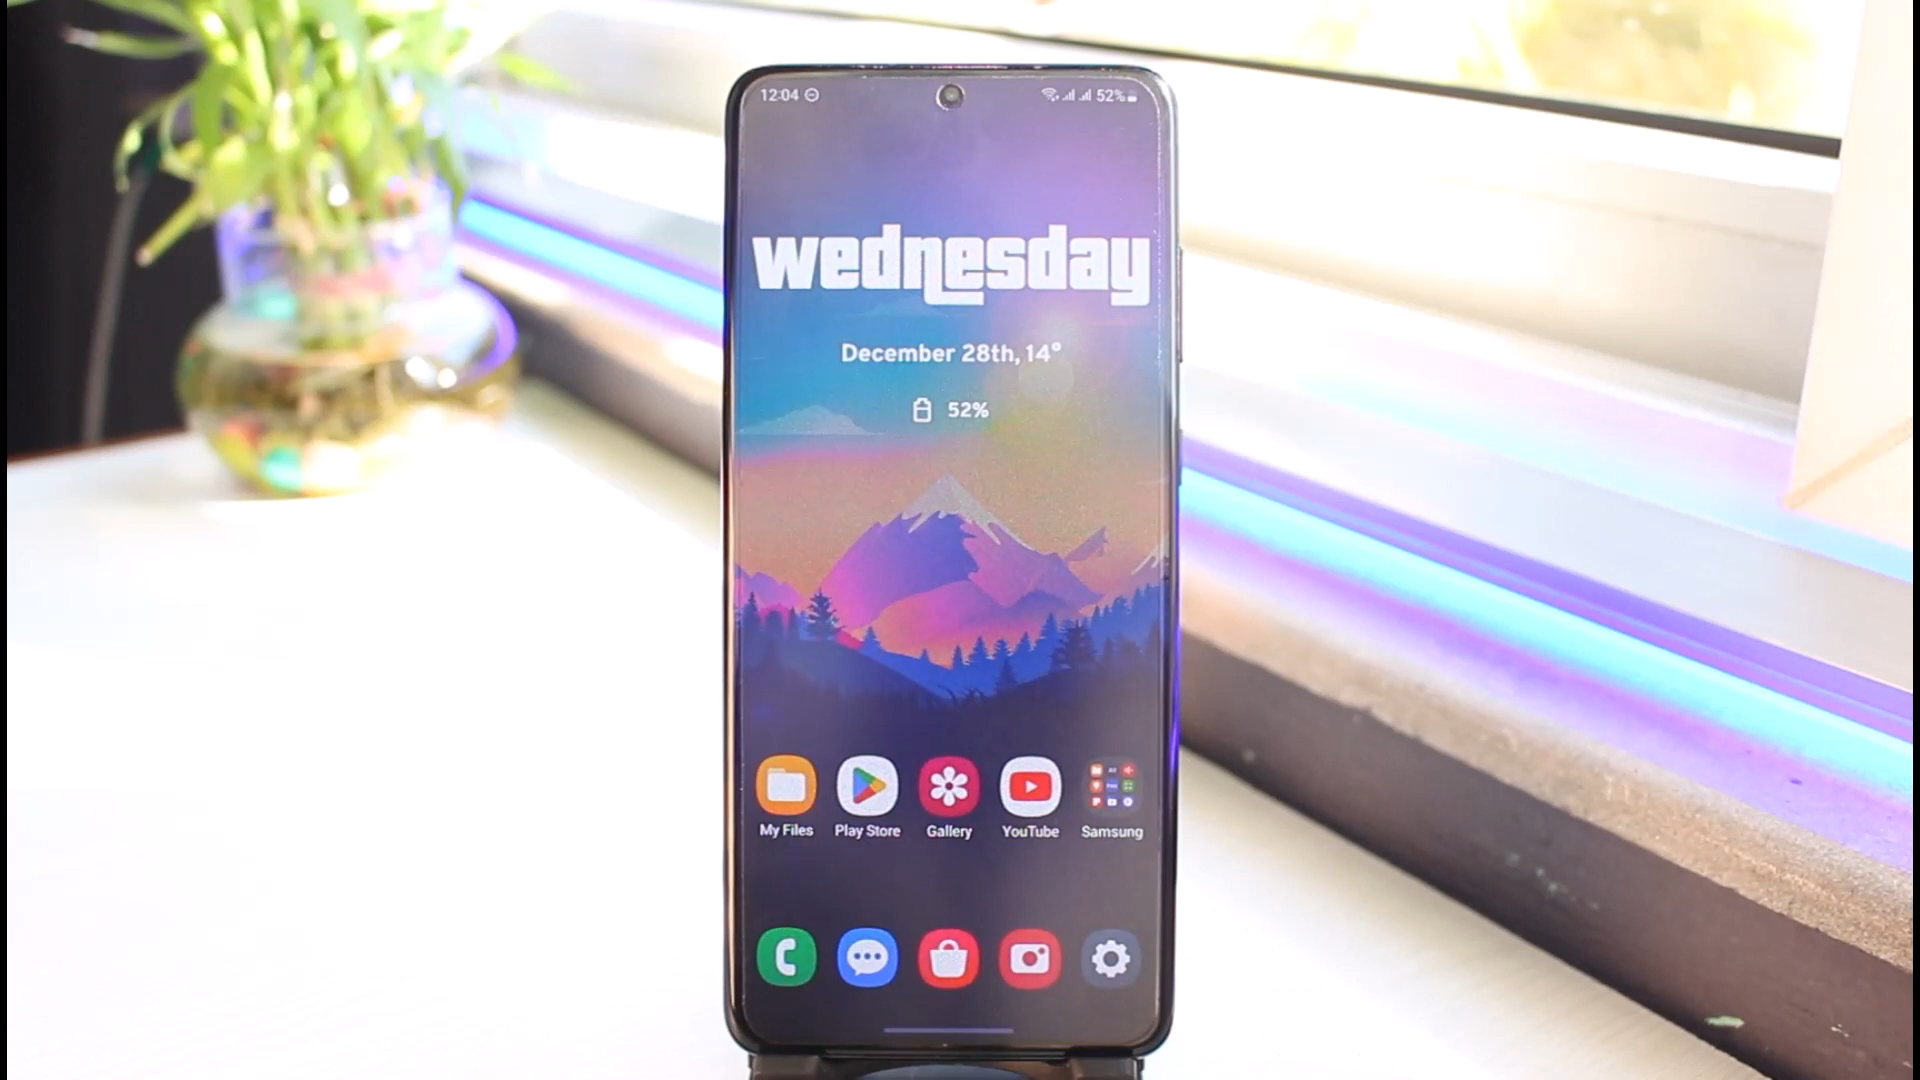 12:04 52%
wednesday
December 28th, 14°
52%
My Files Play Store Gallery YouTube Samsung